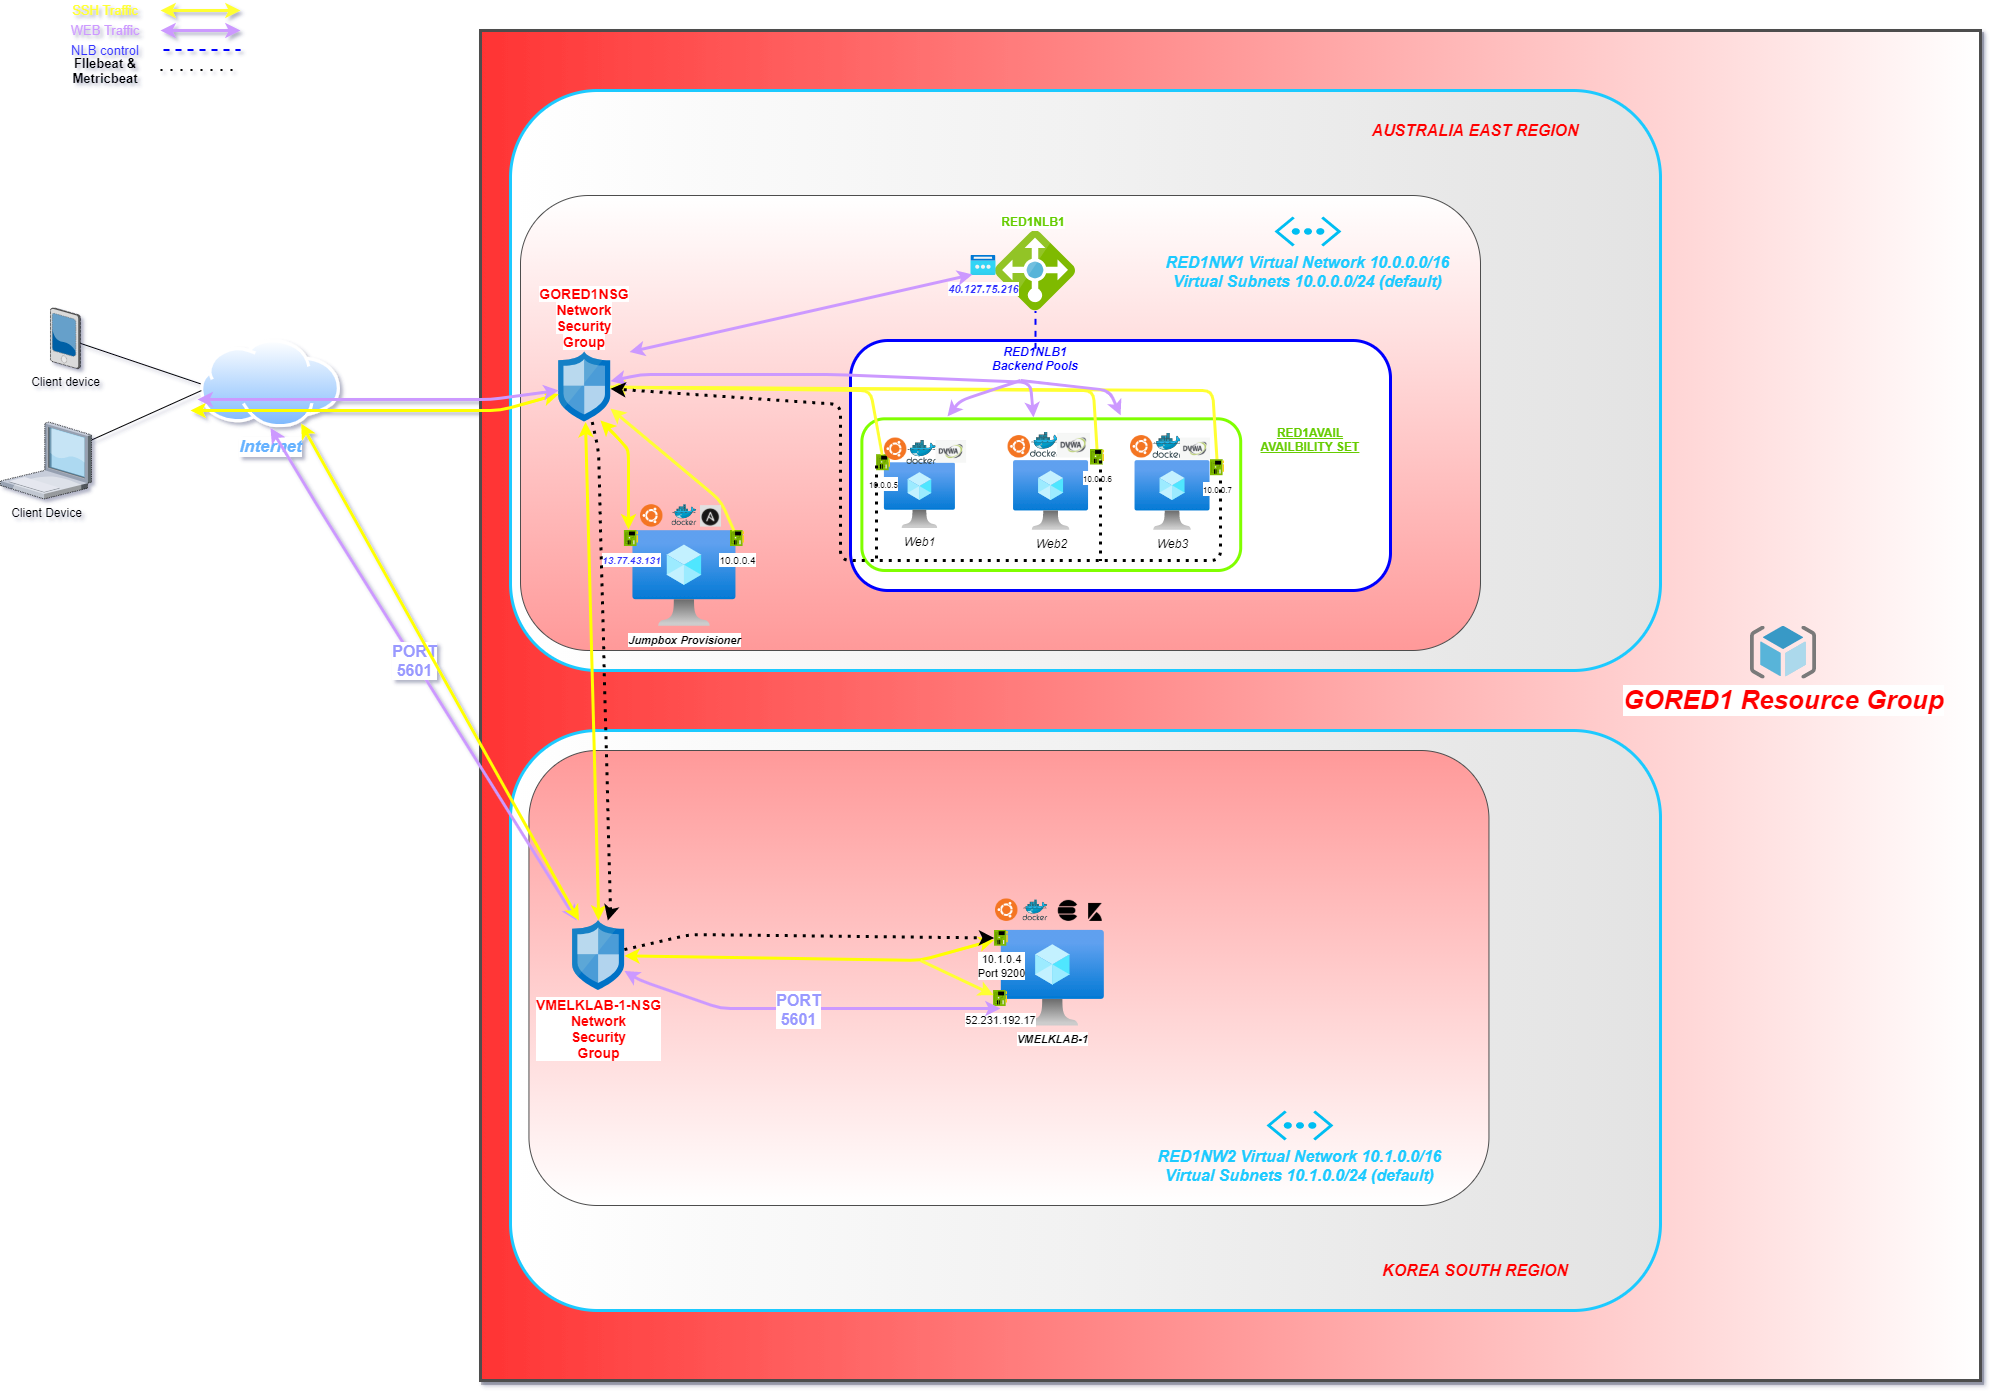 SSH Traffic
WEB Traffic
NLB control
FIlebeat &
Metricbeat
AUSTRALIA EAST REGION
RED1NLB1
40.127.75.216
RED1NW1 Virtual Network 10.0.0.0/16
Virtual Subnets 10.0.0.0/24 (default)
GORED1NSG
Network
Security
Group
RED1NLB1
Backend Pools
Client device
Internet
Client Device
RED1AVAIL
AVAILBILITY SET
docker
DVWA
docke
DVWA
docker
DVWA
10.0.0.5
10.0.0.6
10.0.0.7
Web1
Web2
Web3
docker
A
13.77.43.131
10.0.0.4
Jumpbox Provisioner
PORT
5601
GORED1 Resource Group
docker
10.1.0.4
Port 9200
PORT
5601
52.231.192.17
VMELKLAB-1
VMELKLAB-1-NSG
Network
Security
Group
RED1NW2 Virtual Network 10.1.0.0/16
Virtual Subnets 10.1.0.0/24 (default)
KOREA SOUTH REGION